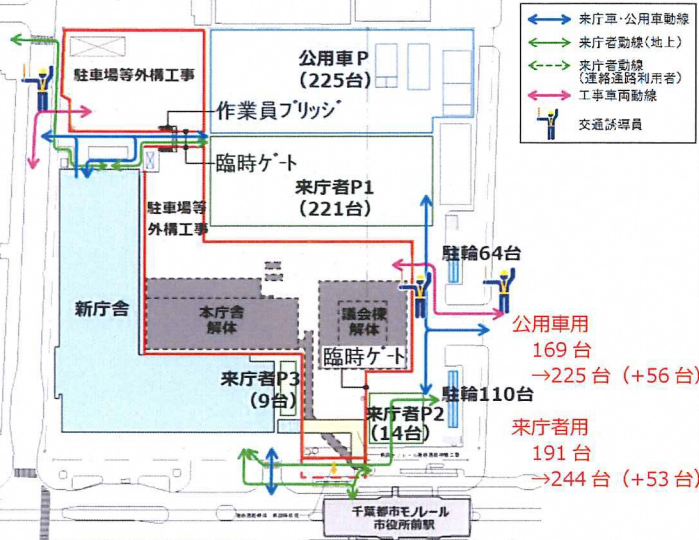 来庁車・公用車動線
来庁者動線(地上)
来庁者動線
(連絡通路利用者)
工事車両動線
交通誘導員
駐車場等外構工事
公用車P
(225台)
作業員ブリッジ
臨時ゲート
来庁者P1
(221台)
駐車場等
外構工事
駐輪64台
新庁舎
本庁舎
解体
議会棟
解体
臨時ゲート
公用車用
169台
→225台(+56台)
来庁者P3
(9台)
来庁者P2
(14台)
駐輪110台
来庁者用
191台
→244台(+53台)
千葉都市モノレール
市役所前駅